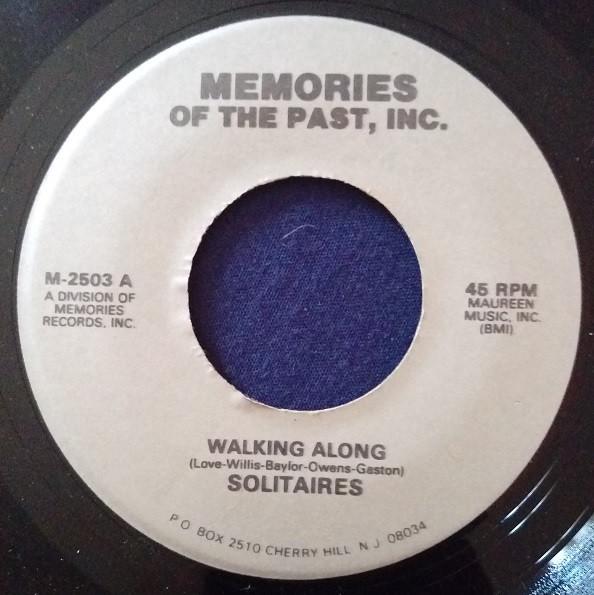 MEMORIES
OF THE PAST, INC.
M-2503 A
A DIVISION OF
MEMORIES
RECORDS, INC.
45 RPM
MAUREEN
MUSIC, INC.
(BMI)
WALKING ALONG
(Love-Willis-Baylor-Owens-Gaston)
SOLITAIRES
P O BOX 2510 CHERRY HILL N J 08034